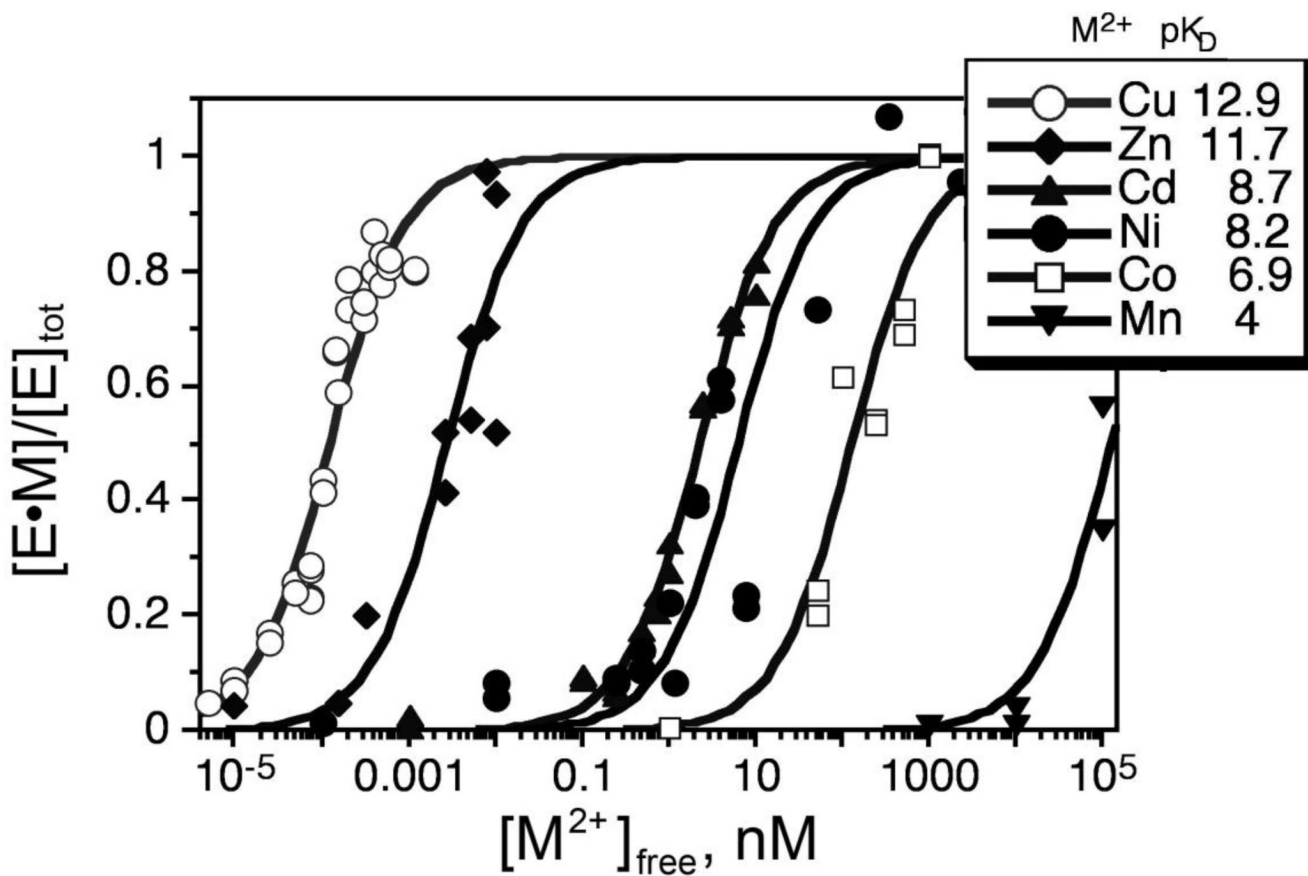 M²⁺ pK_D
Cu 12.9
Zn 11.7
Cd 8.7
Ni 8.2
Co 6.9
Mn 4
[E•M]/[E]tot
1
0.8
0.6
0.4
0.2
0
10⁻⁵ 0.001 0.1 10 1000 10⁵
[M²⁺]free, nM